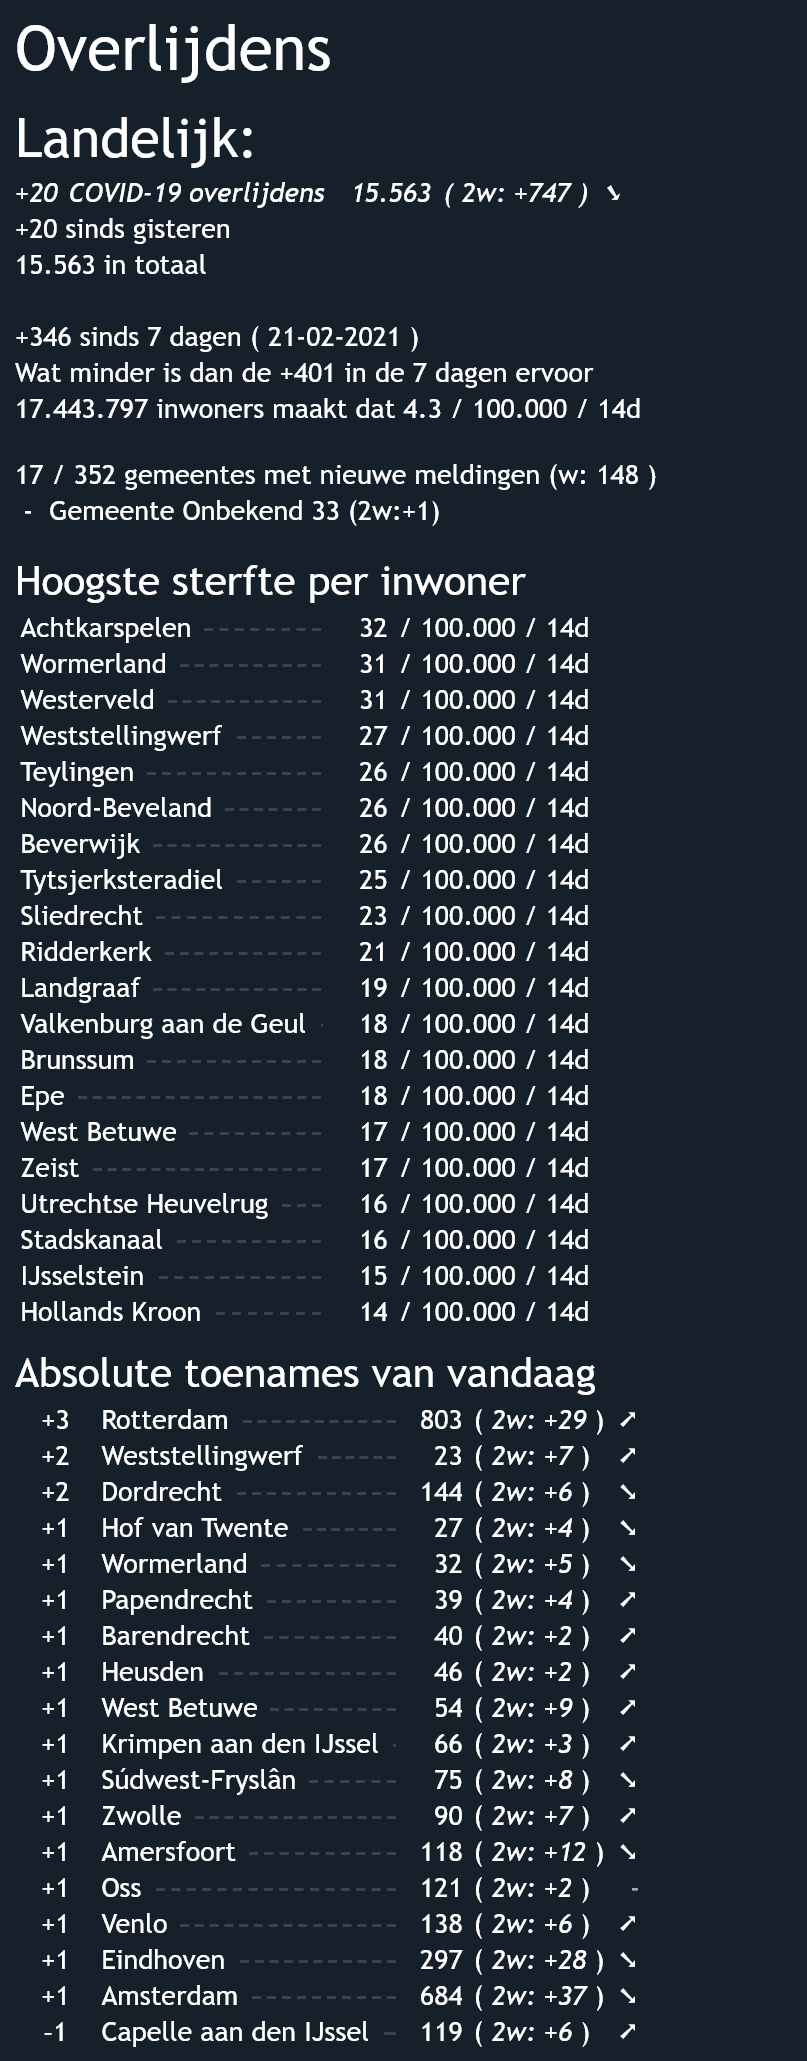 Overlijdens
Landelijk:
+20 COVID-19 overlijdens 15.563 ( 2w: +747 ) ➘
+20 sinds gisteren
15.563 in totaal
+346 sinds 7 dagen ( 21-02-2021 )
Wat minder is dan de +401 in de 7 dagen ervoor
17.443.797 inwoners maakt dat 4.3 / 100.000 / 14d
17 / 352 gemeentes met nieuwe meldingen (w: 148 )
- Gemeente Onbekend 33 (2w:+1)
Hoogste sterfte per inwoner
Achtkarspelen -------- 32 / 100.000 / 14d
Wormerland ---------- 31 / 100.000 / 14d
Westerveld ----------- 31 / 100.000 / 14d
Weststellingwerf ------ 27 / 100.000 / 14d
Teylingen ------------ 26 / 100.000 / 14d
Noord-Beveland ------- 26 / 100.000 / 14d
Beverwijk ------------ 26 / 100.000 / 14d
Tytsjerksteradiel ------ 25 / 100.000 / 14d
Sliedrecht ----------- 23 / 100.000 / 14d
Ridderkerk ----------- 21 / 100.000 / 14d
Landgraaf ------------ 19 / 100.000 / 14d
Valkenburg aan de Geul 18 / 100.000 / 14d
Brunssum ------------ 18 / 100.000 / 14d
Epe ----------------- 18 / 100.000 / 14d
West Betuwe --------- 17 / 100.000 / 14d
Zeist ---------------- 17 / 100.000 / 14d
Utrechtse Heuvelrug --- 16 / 100.000 / 14d
Stadskanaal ---------- 16 / 100.000 / 14d
IJsselstein ------------ 15 / 100.000 / 14d
Hollands Kroon ------- 14 / 100.000 / 14d
Absolute toenames van vandaag
+3 Rotterdam ----------- 803 ( 2w: +29 ) ➚
+2 Weststellingwerf ------ 23 ( 2w: +7 ) ➚
+2 Dordrecht ----------- 144 ( 2w: +6 ) ➘
+1 Hof van Twente ------- 27 ( 2w: +4 ) ➘
+1 Wormerland ---------- 32 ( 2w: +5 ) ➘
+1 Papendrecht --------- 39 ( 2w: +4 ) ➚
+1 Barendrecht ---------- 40 ( 2w: +2 ) ➚
+1 Heusden ------------- 46 ( 2w: +2 ) ➚
+1 West Betuwe --------- 54 ( 2w: +9 ) ➚
+1 Krimpen aan den IJssel - 66 ( 2w: +3 ) ➚
+1 Súdwest-Fryslân ------ 75 ( 2w: +8 ) ➘
+1 Zwolle --------------- 90 ( 2w: +7 ) ➚
+1 Amersfoort ---------- 118 ( 2w: +12 ) ➘
+1 Oss ----------------- 121 ( 2w: +2 ) -
+1 Venlo ---------------- 138 ( 2w: +6 ) ➚
+1 Eindhoven ----------- 297 ( 2w: +28 ) ➘
+1 Amsterdam ---------- 684 ( 2w: +37 ) ➘
-1 Capelle aan den IJssel - 119 ( 2w: +6 ) ➚